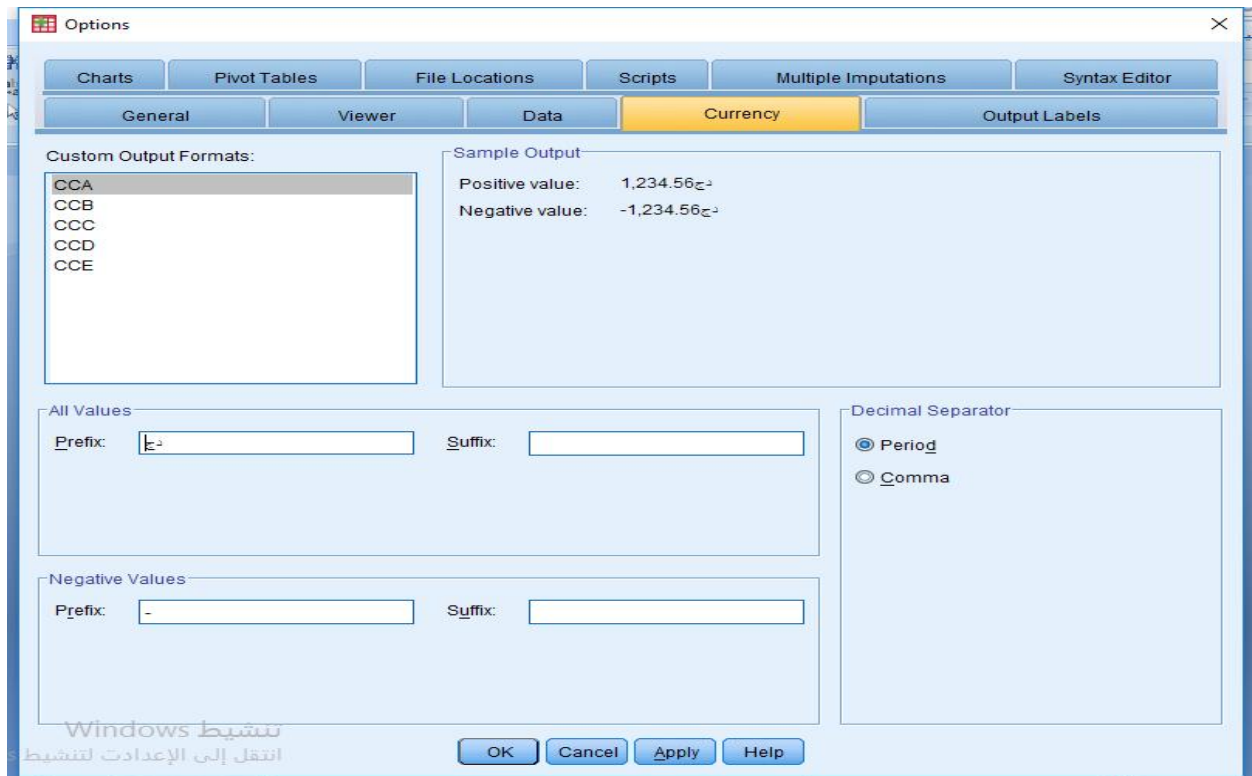 Options
Charts Pivot Tables File Locations Scripts Multiple Imputations Syntax Editor
General Viewer Data Currency Output Labels
Custom Output Formats:
CCA
CCB
CCC
CCD
CCE
Sample Output
Positive value: 1,234.56دج
Negative value: -1,234.56دج
All Values
Prefix: دج Suffix:
Decimal Separator
Period
Comma
Negative Values
Prefix: - Suffix:
تنشيط Windows
انتقل إلى الإعدادت لتنشيط
OK Cancel Apply Help